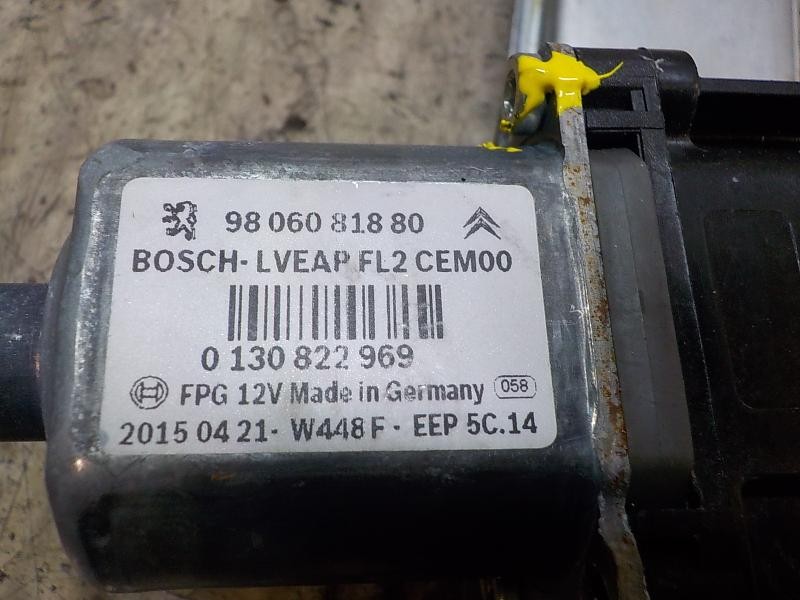 98 060 818 80
BOSCH- LVEAP FL2 CEM00
0 130 822 969
FPG 12V Made in Germany 058
2015 04 21- W448F - EEP 5C.14